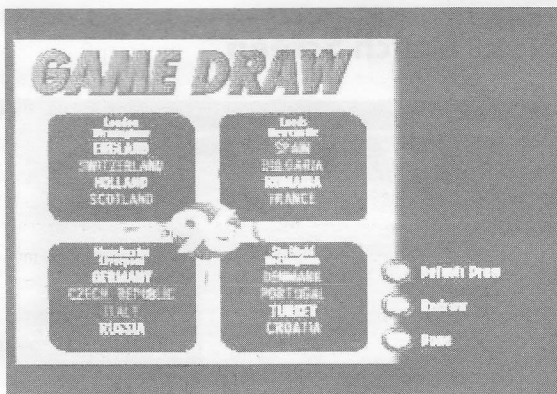 GAME DRAW
London
Birmingham
ENGLAND
SWITZERLAND
HOLLAND
SCOTLAND
Leeds
Newcastle
SPAIN
BULGARIA
RUMANIA
FRANCE
96
Manchester
Liverpool
GERMANY
CZECH REPUBLIC
ITALY
RUSSIA
Sheffield
Nottingham
DENMARK
PORTUGAL
TURKEY
CROATIA
Default Draw
Redraw
Done